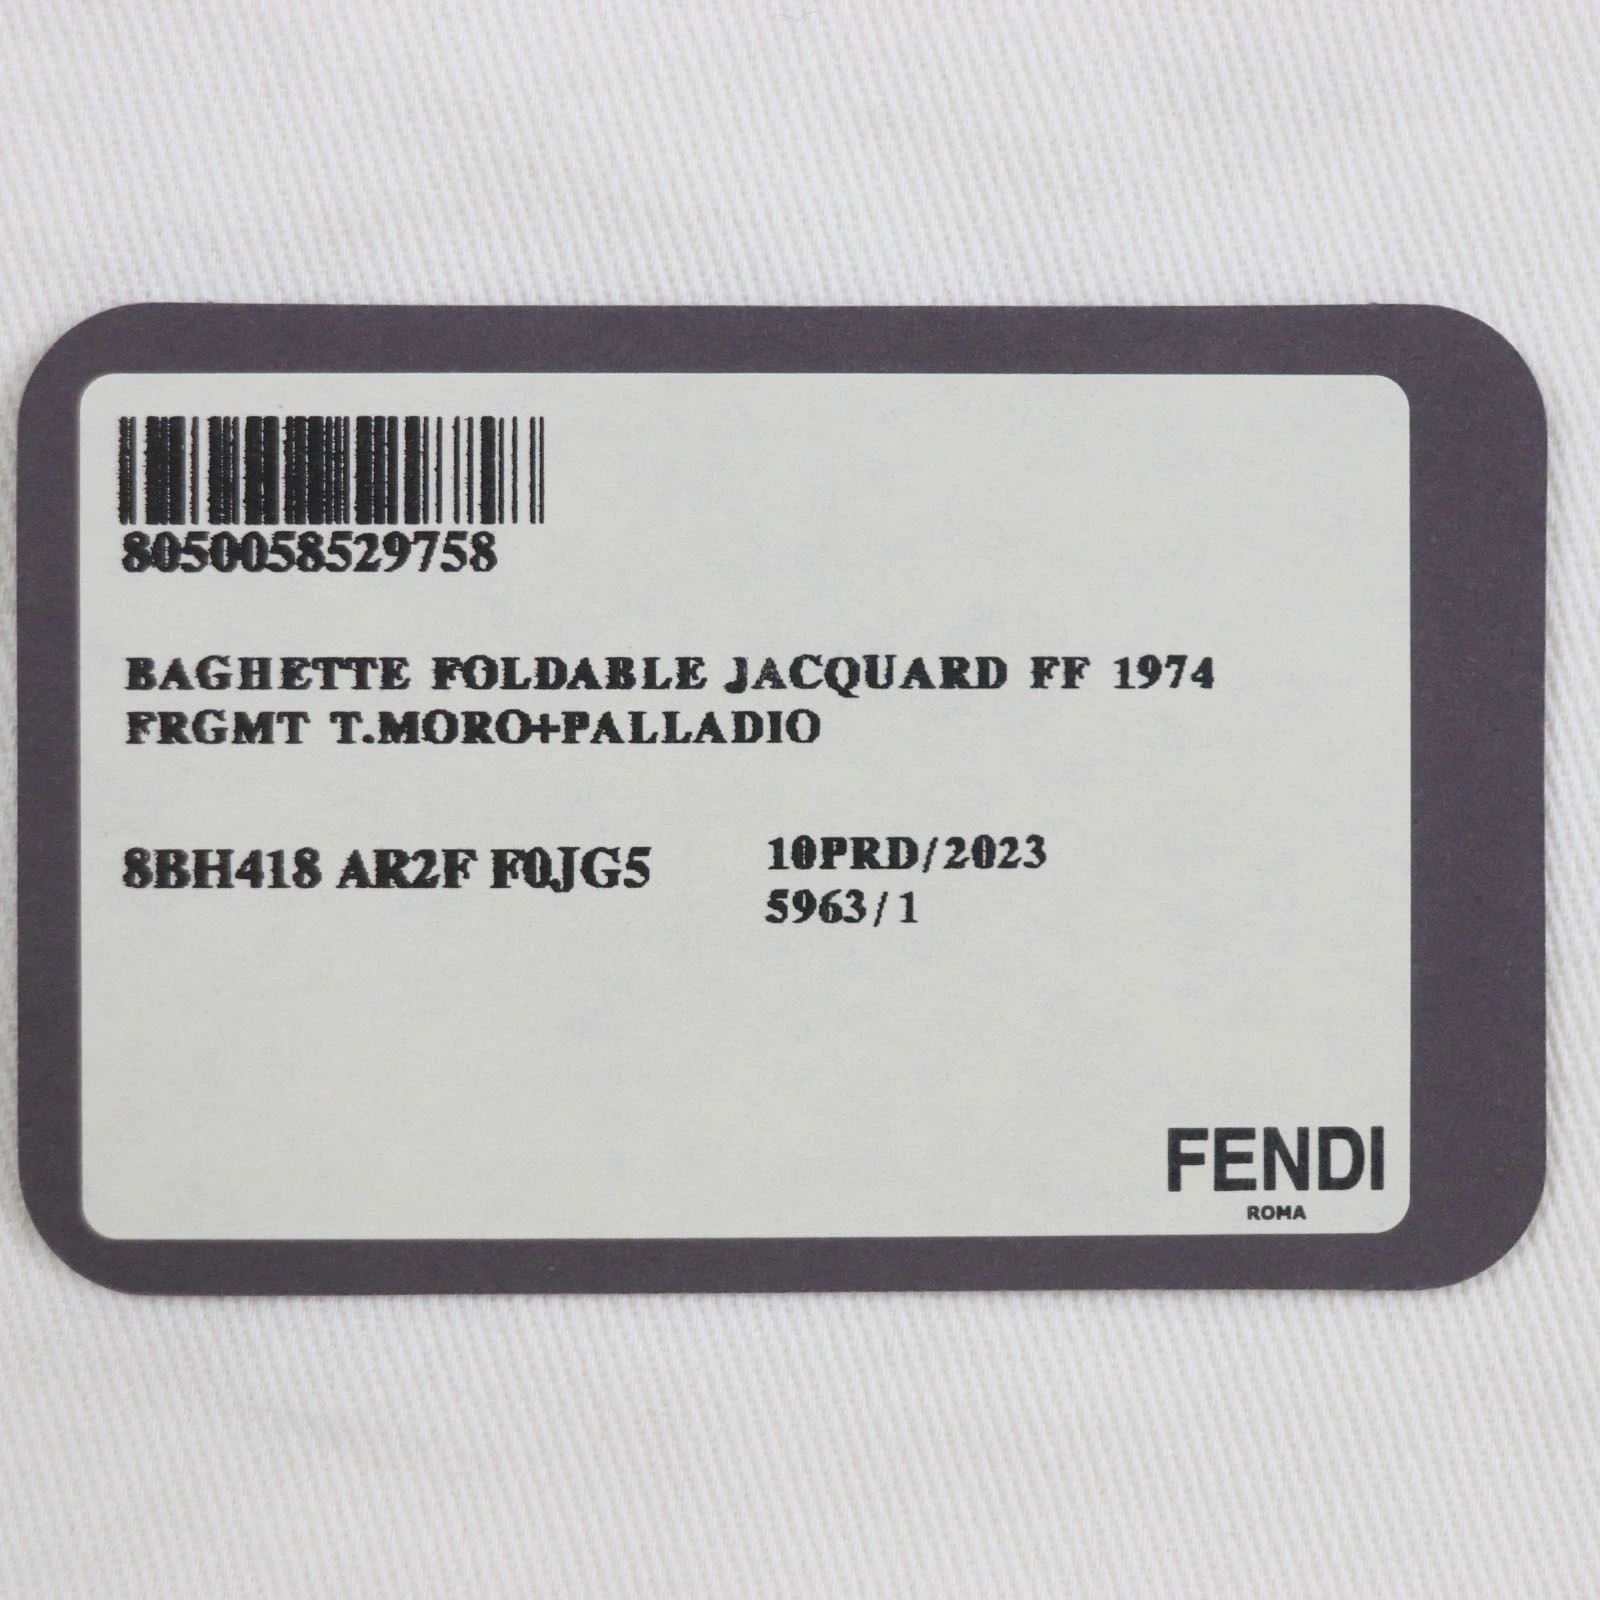 8050058529758
BAGHETTE FOLDABLE JACQUARD FF 1974
FRGMT T.MORO+PALLADIO
8BH418 AR2F F0JG5
10PRD/2023
5963/1
FENDI
ROMA